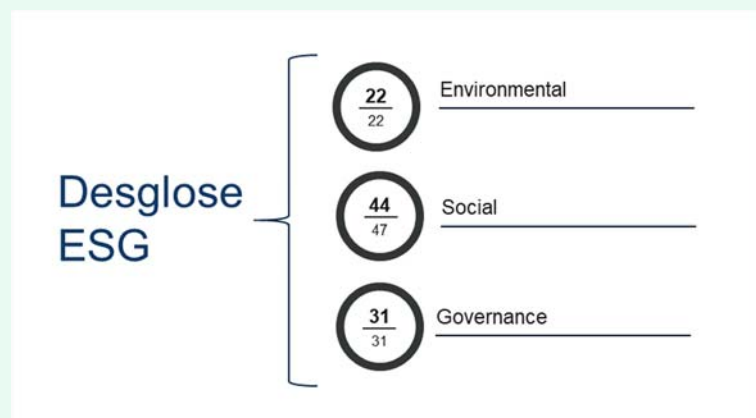 Desglose
ESG
22
22
Environmental
44
47
Social
31
31
Governance